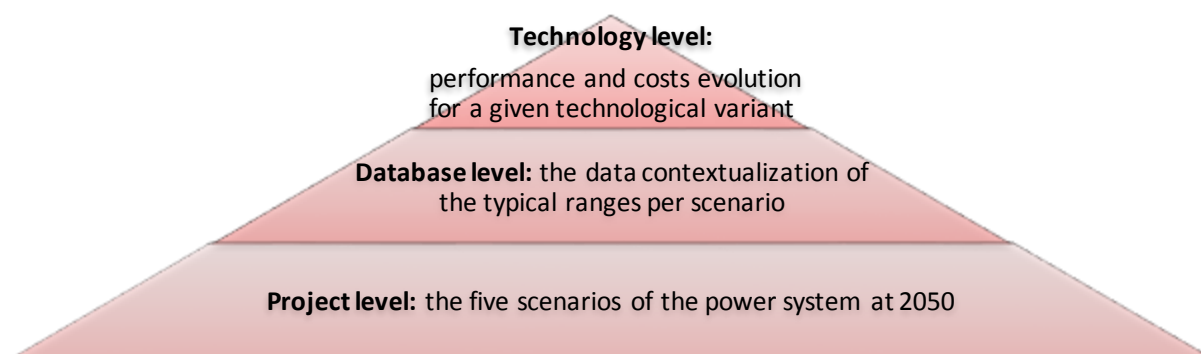 Technology level:
performance and costs evolution
for a given technological variant
Database level: the data contextualization of
the typical ranges per scenario
Project level: the five scenarios of the power system at 2050